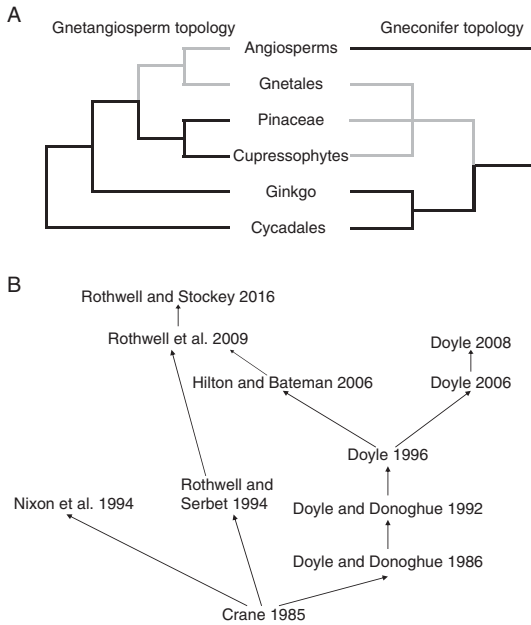 A
Gnetangiosperm topology
Gneconifer topology
Angiosperms
Gnetales
Pinaceae
Cupressophytes
Ginkgo
Cycadales
B
Rothwell and Stockey 2016
Rothwell et al. 2009
Doyle 2008
Hilton and Bateman 2006
Doyle 2006
Doyle 1996
Rothwell and
Serbet 1994
Nixon et al. 1994
Doyle and Donoghue 1992
Doyle and Donoghue 1986
Crane 1985